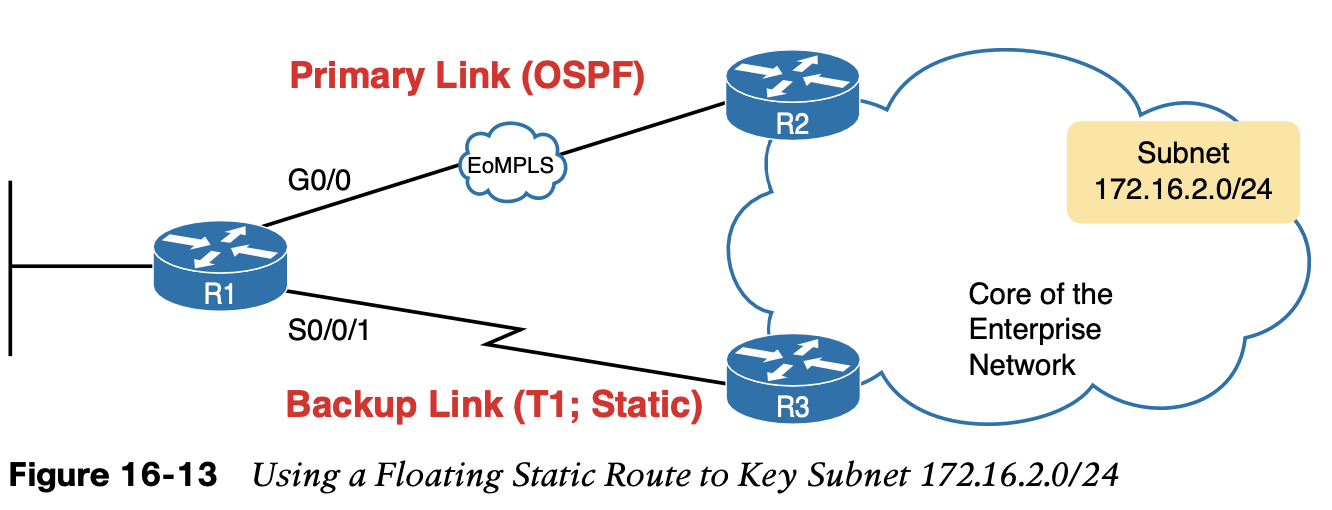 Primary Link (OSPF)
R2
EoMPLS
Subnet
172.16.2.0/24
G0/0
R1
S0/0/1
Core of the
Enterprise
Network
Backup Link (T1; Static)
R3
Figure 16-13 Using a Floating Static Route to Key Subnet 172.16.2.0/24